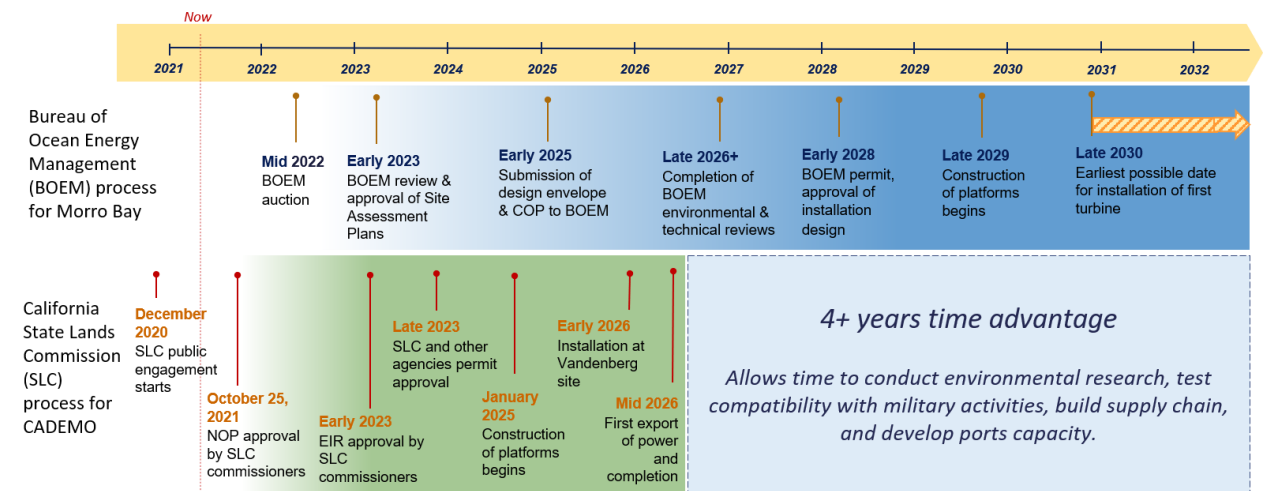 Now
2021 2022 2023 2024 2025 2026 2027 2028 2029 2030 2031 2032
Bureau of
Ocean Energy
Management
(BOEM) process
for Morro Bay
Mid 2022
BOEM
auction
Early 2023
BOEM review &
approval of Site
Assessment
Plans
Early 2025
Submission of
design envelope
& COP to BOEM
Late 2026+
Completion of
BOEM
environmental &
technical reviews
Early 2028
BOEM permit,
approval of
installation
design
Late 2029
Construction
of platforms
begins
Late 2030
Earliest possible date
for installation of first
turbine
California
State Lands
Commission
(SLC)
process for
CADEMO
December
2020
SLC public
engagement
starts
October 25,
2021
NOP approval
by SLC
commissioners
Early 2023
EIR approval by
SLC
commissioners
Late 2023
SLC and other
agencies permit
approval
January
2025
Construction
of platforms
begins
Early 2026
Installation at
Vandenberg
site
Mid 2026
First export
of power
and
completion
4+ years time advantage
Allows time to conduct environmental research, test
compatibility with military activities, build supply chain,
and develop ports capacity.